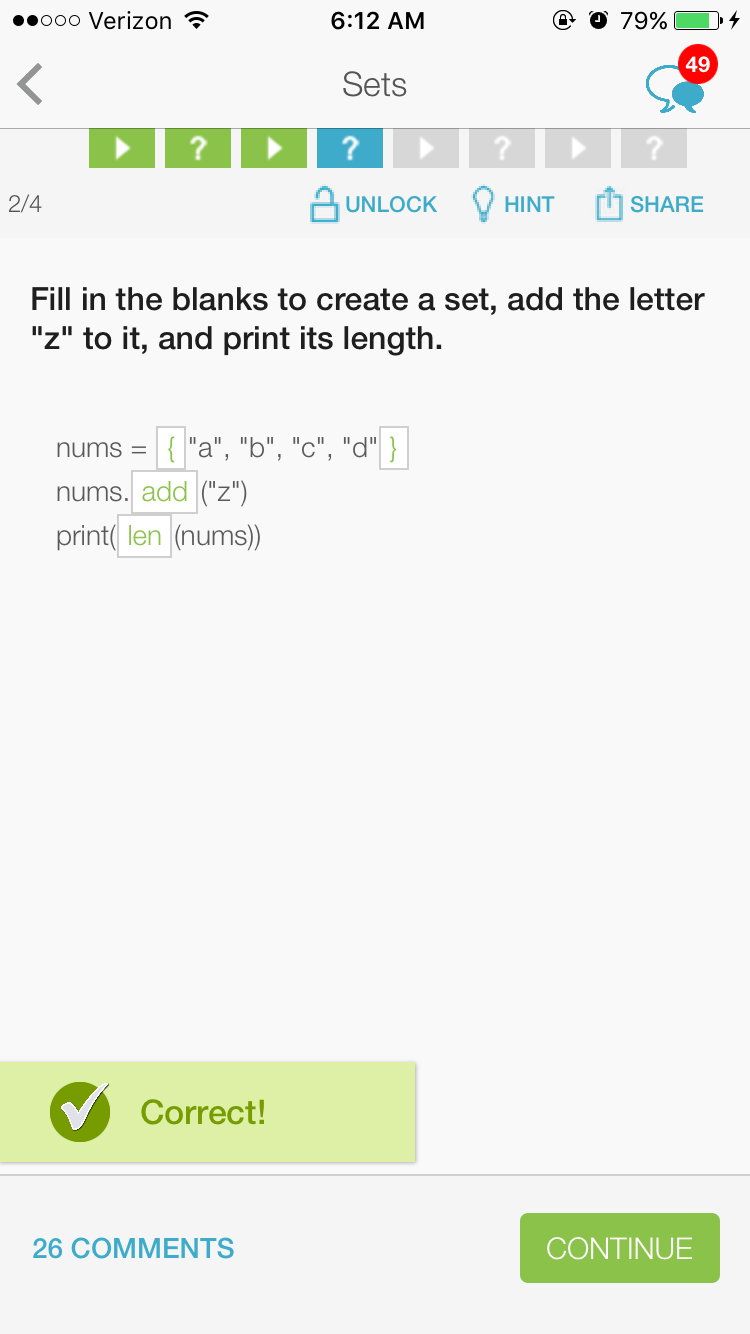 Verizon 6:12 AM 79%
Sets 49
? ? ? ?
2/4 UNLOCK HINT SHARE
Fill in the blanks to create a set, add the letter
"z" to it, and print its length.
nums = { "a", "b", "c", "d" }
nums. add ("z")
print( len (nums))
Correct!
26 COMMENTS CONTINUE